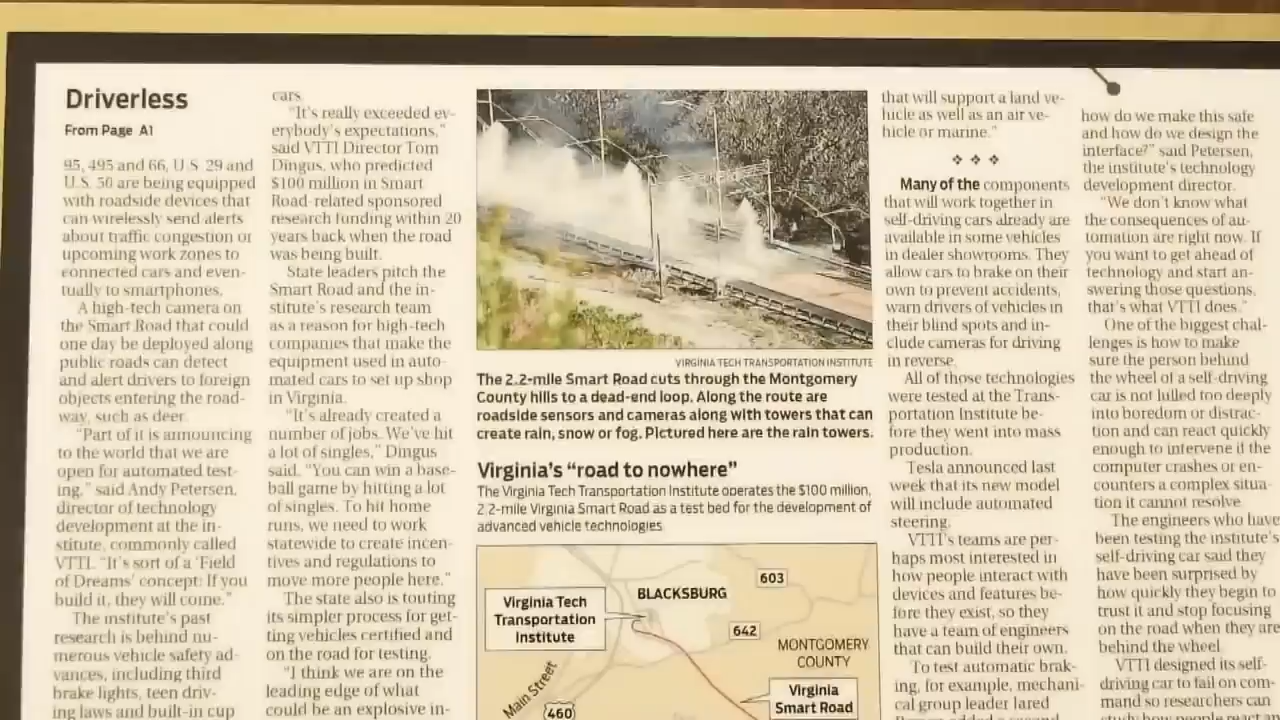 Driverless
From Page A1
95, 495 and 66, U.S. 29 and
U.S. 50 are being equipped
with roadside devices that
can wirelessly send alerts
about traffic congestion or
upcoming work zones to
connected cars and even-
tually to smartphones.
A high-tech camera on
the Smart Road that could
one day be deployed along
public roads can detect
and alert drivers to foreign
objects entering the road-
way, such as deer.
"Part of it is announcing
to the world that we are
open for automated test-
ing," said Andy Petersen,
director of technology
development at the in-
stitute, commonly called
VTTI. "It's sort of a 'Field
of Dreams' concept: If you
build it, they will come."
The institute's past
research is behind nu-
merous vehicle safety ad-
vances, including third
brake lights, teen driv-
ing laws and built-in cup
cars.
"It's really exceeded ev-
erybody's expectations,"
said VTTI Director Tom
Dingus, who predicted
$100 million in Smart
Road-related sponsored
research funding within 20
years back when the road
was being built.
State leaders pitch the
Smart Road and the in-
stitute's research team
as a reason for high-tech
companies that make the
equipment used in auto-
mated cars to set up shop
in Virginia.
"It's already created a
number of jobs. We've hit
a lot of singles," Dingus
said. "You can win a base-
ball game by hitting a lot
of singles. To hit home
runs, we need to work
statewide to create incen-
tives and regulations to
move more people here."
The state also is touting
its simpler process for get-
ting vehicles certified and
on the road for testing.
"I think we are on the
leading edge of what
could be an explosive in-
VIRGINIA TECH TRANSPORTATION INSTITUTE
The 2.2-mile Smart Road cuts through the Montgomery
County hills to a dead-end loop. Along the route are
roadside sensors and cameras along with towers that can
create rain, snow or fog. Pictured here are the rain towers.
Virginia's "road to nowhere"
The Virginia Tech Transportation Institute operates the $100 million,
2.2-mile Virginia Smart Road as a test bed for the development of
advanced vehicle technologies
BLACKSBURG
603
Virginia Tech
Transportation
Institute
642
MONTGOMERY
COUNTY
Main Street
460
Virginia
Smart Road
that will support a land ve-
hicle as well as an air ve-
hicle or marine."
Many of the components
that will work together in
self-driving cars already are
available in some vehicles
in dealer showrooms. They
allow cars to brake on their
own to prevent accidents,
warn drivers of vehicles in
their blind spots and in-
clude cameras for driving
in reverse.
All of those technologies
were tested at the Trans-
portation Institute be-
fore they went into mass
production.
Tesla announced last
week that its new model
will include automated
steering.
VTTI's teams are per-
haps most interested in
how people interact with
devices and features be-
fore they exist, so they
have a team of engineers
that can build their own.
To test automatic brak-
ing, for example, mechani-
cal group leader Jared
how do we make this safe
and how do we design the
interface?" said Petersen,
the institute's technology
development director.
"We don't know what
the consequences of au-
tomation are right now. If
you want to get ahead of
technology and start an-
swering those questions,
that's what VTTI does."
One of the biggest chal-
lenges is how to make
sure the person behind
the wheel of a self-driving
car is not lulled too deeply
into boredom or distrac-
tion and can react quickly
enough to intervene if the
computer crashes or en-
counters a complex situa-
tion it cannot resolve
The engineers who have
been testing the institute's
self-driving car said they
have been surprised by
how quickly they begin to
trust it and stop focusing
on the road when they are
behind the wheel
VTTI designed its self-
driving car to fail on com-
mand so researchers can